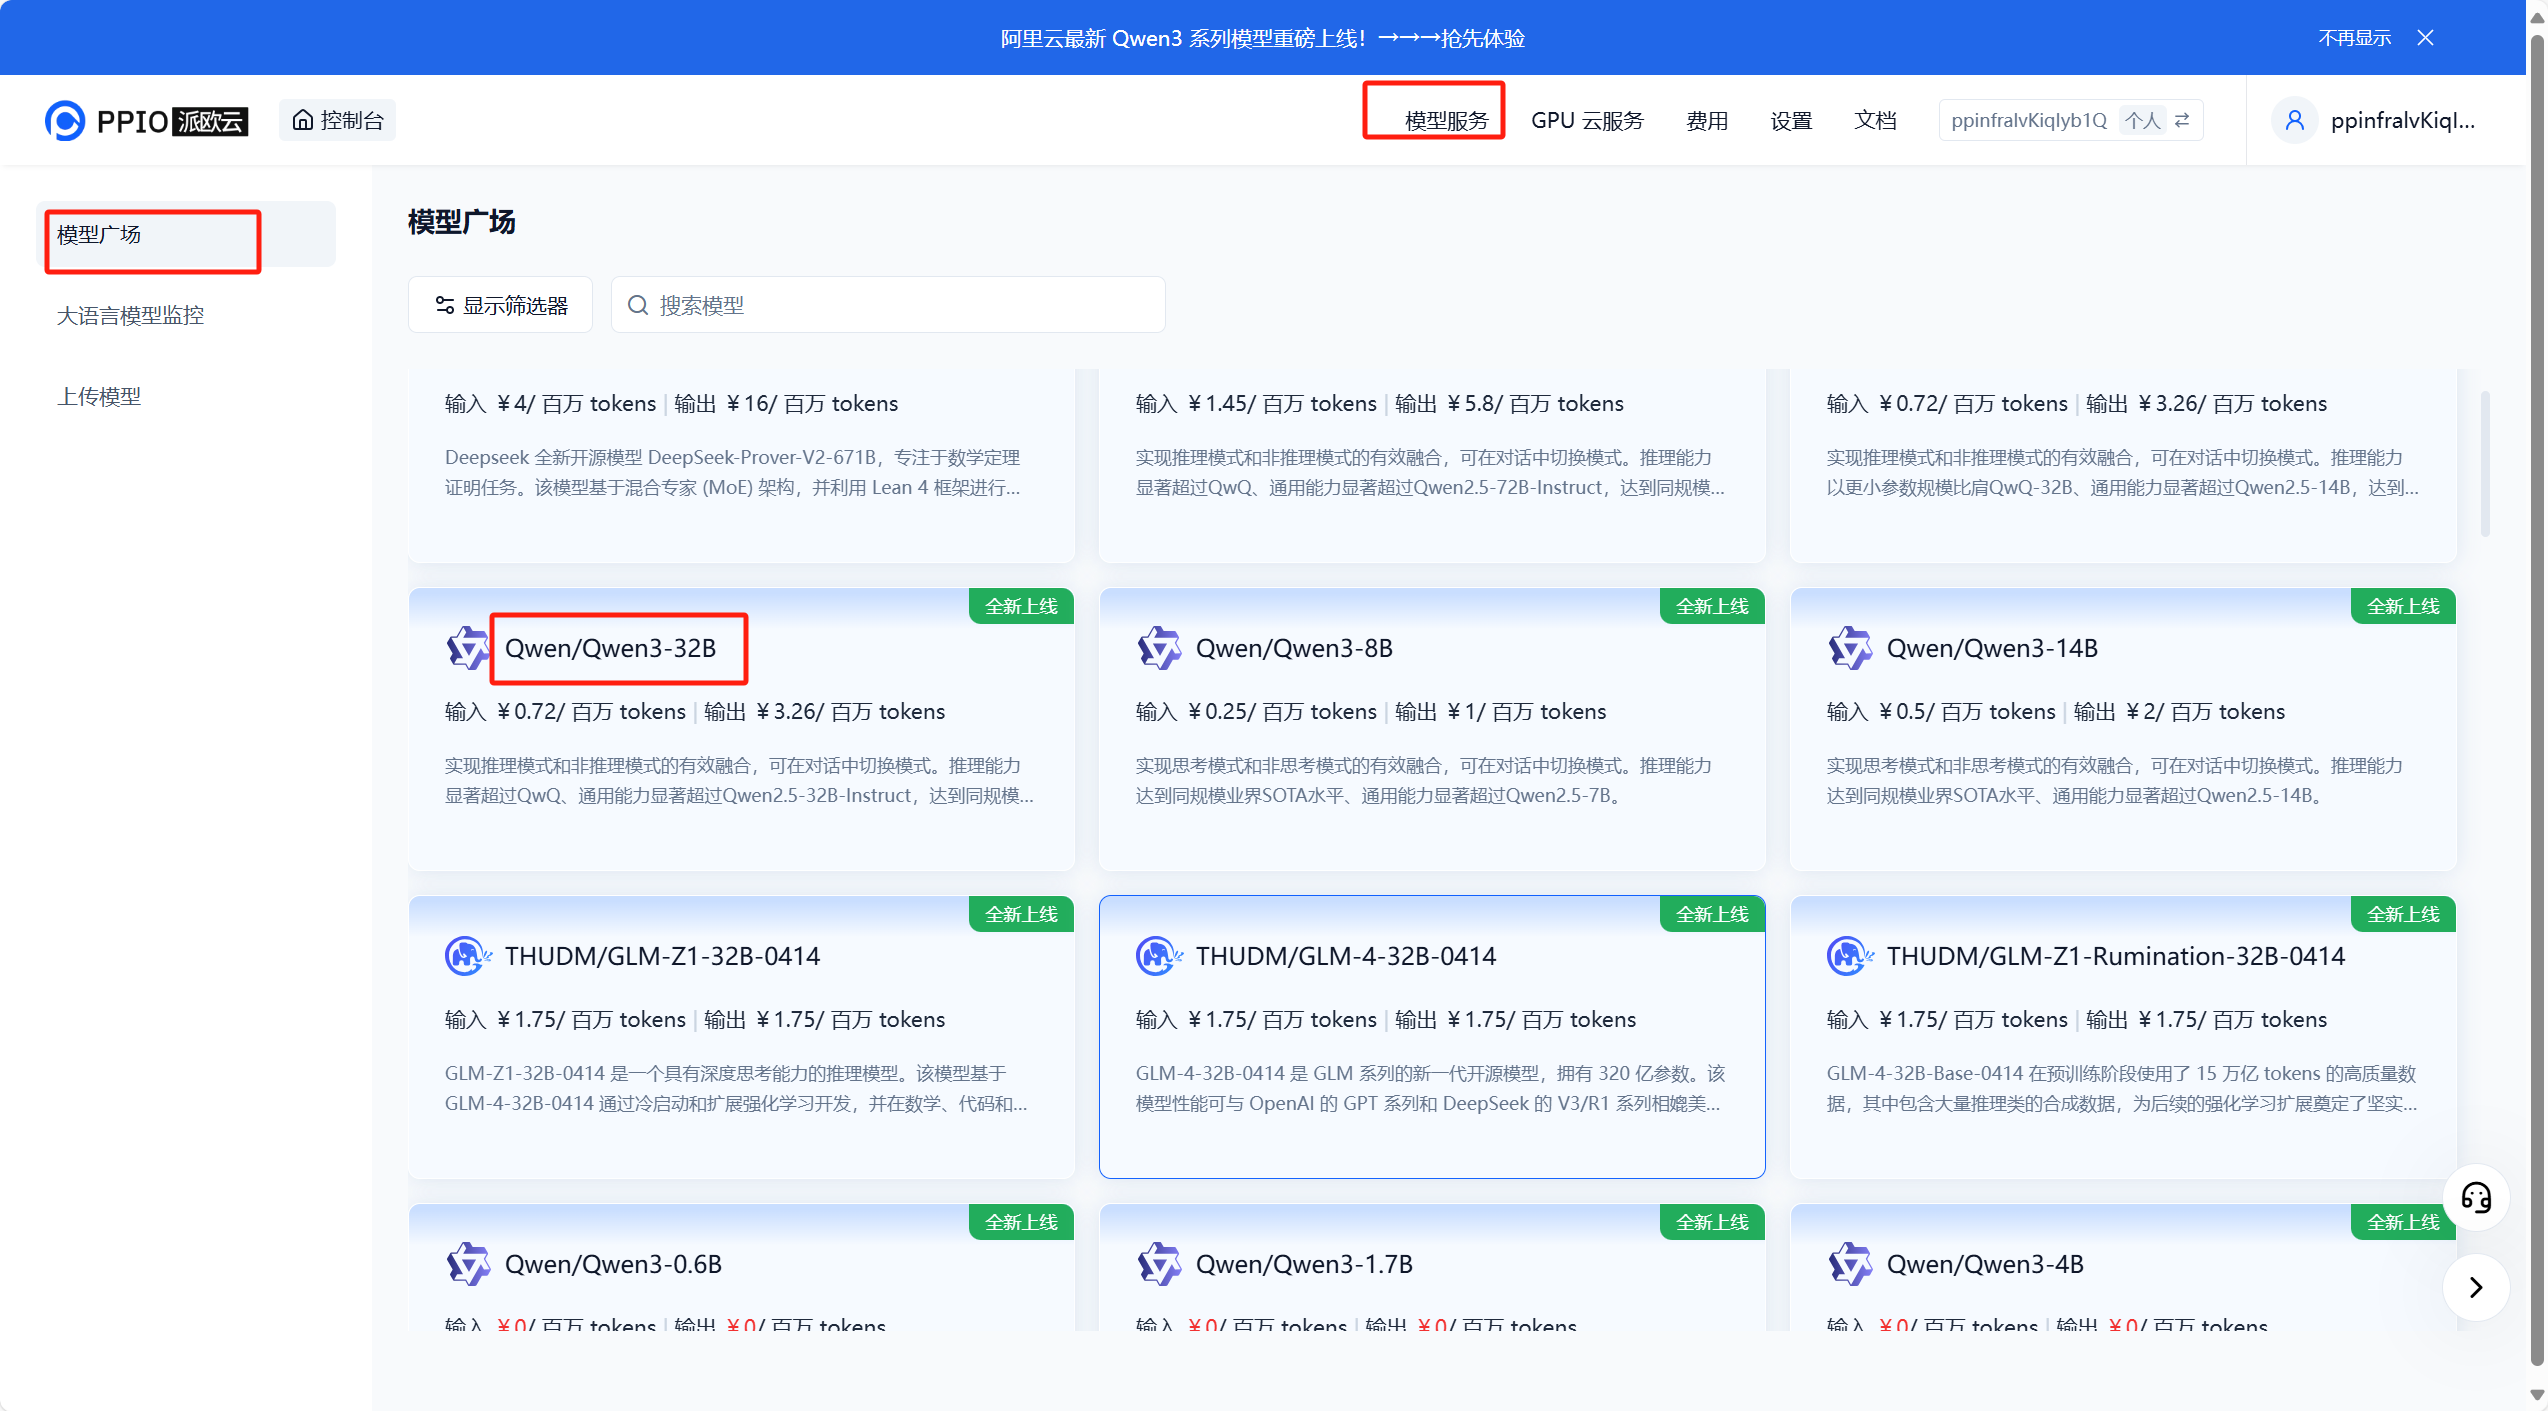 阿里云最新 Qwen3 系列模型重磅上线！→→→抢先体验
不再显示
PPIO 派欧云
控制台
模型服务
GPU 云服务
费用
设置
文档
ppinfralvKiqlyb1Q 个人
ppinfralvKiql...
模型广场
大语言模型监控
上传模型
模型广场
显示筛选器
搜索模型
输入 ¥4/ 百万 tokens | 输出 ¥16/ 百万 tokens
Deepseek 全新开源模型 DeepSeek-Prover-V2-671B，专注于数学定理
证明任务。该模型基于混合专家 (MoE) 架构，并利用 Lean 4 框架进行...
输入 ¥1.45/ 百万 tokens | 输出 ¥5.8/ 百万 tokens
实现推理模式和非推理模式的有效融合，可在对话中切换模式。推理能力
显著超过QwQ、通用能力显著超过Qwen2.5-72B-Instruct，达到同规模...
输入 ¥0.72/ 百万 tokens | 输出 ¥3.26/ 百万 tokens
实现推理模式和非推理模式的有效融合，可在对话中切换模式。推理能力
以更小参数规模比肩QwQ-32B、通用能力显著超过Qwen2.5-14B，达到...
全新上线
Qwen/Qwen3-32B
输入 ¥0.72/ 百万 tokens | 输出 ¥3.26/ 百万 tokens
实现推理模式和非推理模式的有效融合，可在对话中切换模式。推理能力
显著超过QwQ、通用能力显著超过Qwen2.5-32B-Instruct，达到同规模...
全新上线
Qwen/Qwen3-8B
输入 ¥0.25/ 百万 tokens | 输出 ¥1/ 百万 tokens
实现思考模式和非思考模式的有效融合，可在对话中切换模式。推理能力
达到同规模业界SOTA水平、通用能力显著超过Qwen2.5-7B。
全新上线
Qwen/Qwen3-14B
输入 ¥0.5/ 百万 tokens | 输出 ¥2/ 百万 tokens
实现思考模式和非思考模式的有效融合，可在对话中切换模式。推理能力
达到同规模业界SOTA水平、通用能力显著超过Qwen2.5-14B。
全新上线
THUDM/GLM-Z1-32B-0414
输入 ¥1.75/ 百万 tokens | 输出 ¥1.75/ 百万 tokens
GLM-Z1-32B-0414 是一个具有深度思考能力的推理模型。该模型基于
GLM-4-32B-0414 通过冷启动和扩展强化学习开发，并在数学、代码和...
全新上线
THUDM/GLM-4-32B-0414
输入 ¥1.75/ 百万 tokens | 输出 ¥1.75/ 百万 tokens
GLM-4-32B-0414 是 GLM 系列的新一代开源模型，拥有 320 亿参数。该
模型性能可与 OpenAI 的 GPT 系列和 DeepSeek 的 V3/R1 系列相媲美...
全新上线
THUDM/GLM-Z1-Rumination-32B-0414
输入 ¥1.75/ 百万 tokens | 输出 ¥1.75/ 百万 tokens
GLM-4-32B-Base-0414 在预训练阶段使用了 15 万亿 tokens 的高质量数
据，其中包含大量推理类的合成数据，为后续的强化学习扩展奠定了坚实...
全新上线
Qwen/Qwen3-0.6B
输入 ¥0/ 百万 tokens | 输出 ¥0/ 百万 tokens
全新上线
Qwen/Qwen3-1.7B
输入 ¥0/ 百万 tokens | 输出 ¥0/ 百万 tokens
全新上线
Qwen/Qwen3-4B
输入 ¥0/ 百万 tokens | 输出 ¥0/ 百万 tokens